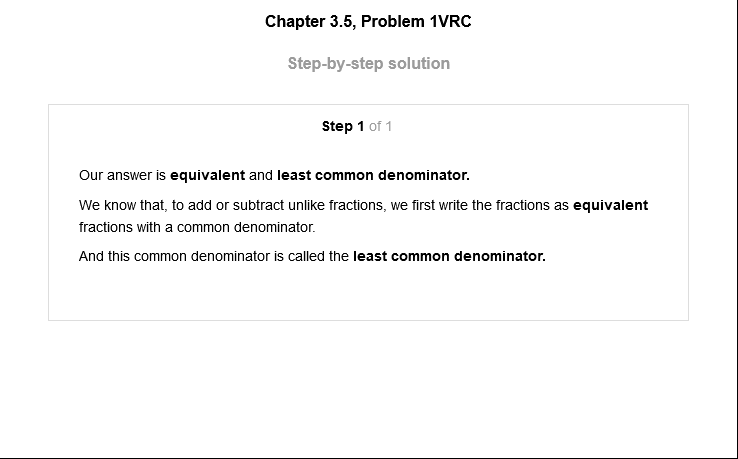 Chapter 3.5, Problem 1VRC
Step-by-step solution
Step 1 of 1
Our answer is equivalent and least common denominator.
We know that, to add or subtract unlike fractions, we first write the fractions as equivalent
fractions with a common denominator.
And this common denominator is called the least common denominator.